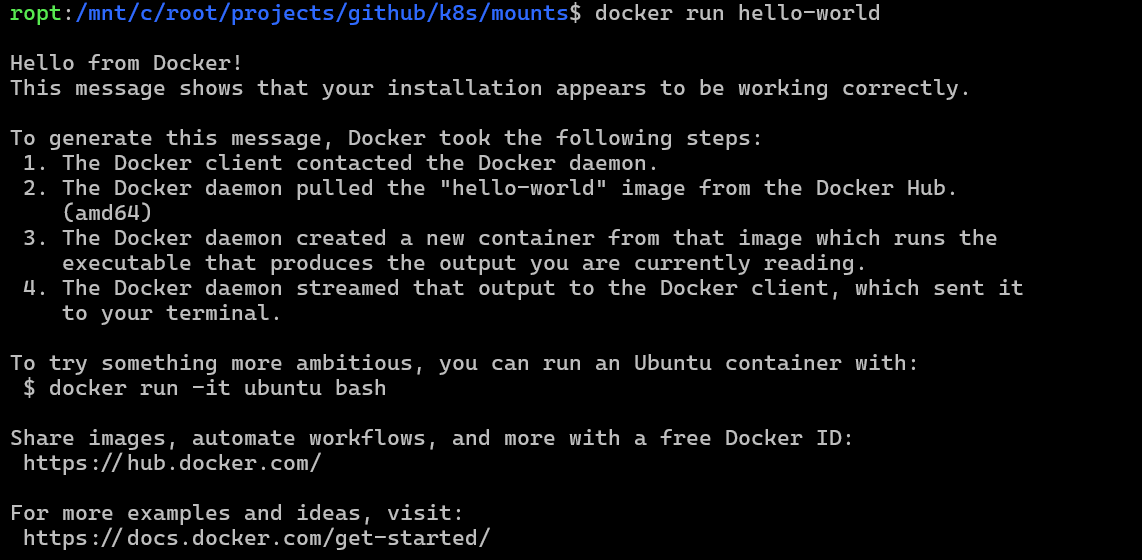 ropt:/mnt/c/root/projects/github/k8s/mounts$ docker run hello-world
Hello from Docker!
This message shows that your installation appears to be working correctly.
To generate this message, Docker took the following steps:
1. The Docker client contacted the Docker daemon.
2. The Docker daemon pulled the "hello-world" image from the Docker Hub.
(amd64)
3. The Docker daemon created a new container from that image which runs the
executable that produces the output you are currently reading.
4. The Docker daemon streamed that output to the Docker client, which sent it
to your terminal.
To try something more ambitious, you can run an Ubuntu container with:
$ docker run -it ubuntu bash
Share images, automate workflows, and more with a free Docker ID:
https://hub.docker.com/
For more examples and ideas, visit:
https://docs.docker.com/get-started/